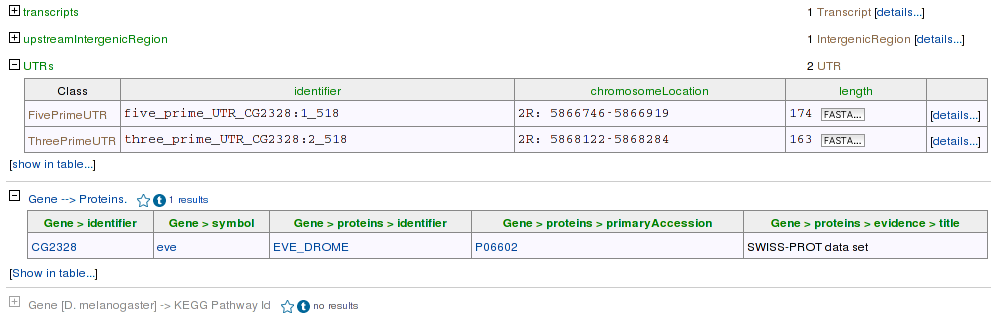 transcripts 1 Transcript [details...]
upstreamIntergenicRegion 1 IntergenicRegion [details...]
UTRs 2 UTR
Class identifier chromosomeLocation length
FivePrimeUTR five_prime_UTR_CG2328:1_518 2R: 5866746-5866919 174 FASTA... [details...]
ThreePrimeUTR three_prime_UTR_CG2328:2_518 2R: 5868122-5868284 163 FASTA... [details...]
[show in table...]
Gene --> Proteins. t 1 results
Gene > identifier Gene > symbol Gene > proteins > identifier Gene > proteins > primaryAccession Gene > proteins > evidence > title
CG2328 eve EVE_DROME P06602 SWISS-PROT data set
[Show in table...]
Gene [D. melanogaster] -> KEGG Pathway Id t no results